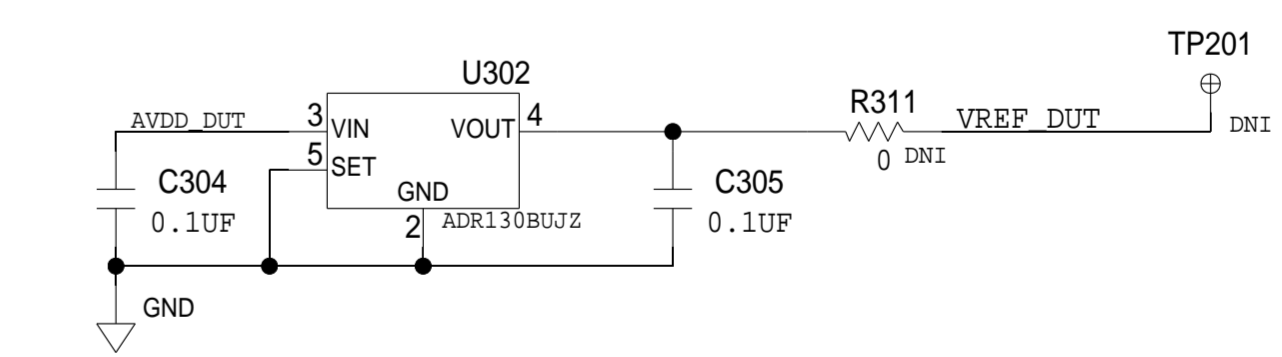 TP201
U302
AVDD_DUT
3
VIN
VOUT
4
R311
VREF_DUT
DNI
0
DNI
5
SET
C304
0.1UF
GND
2
ADR130BUJZ
C305
0.1UF
GND